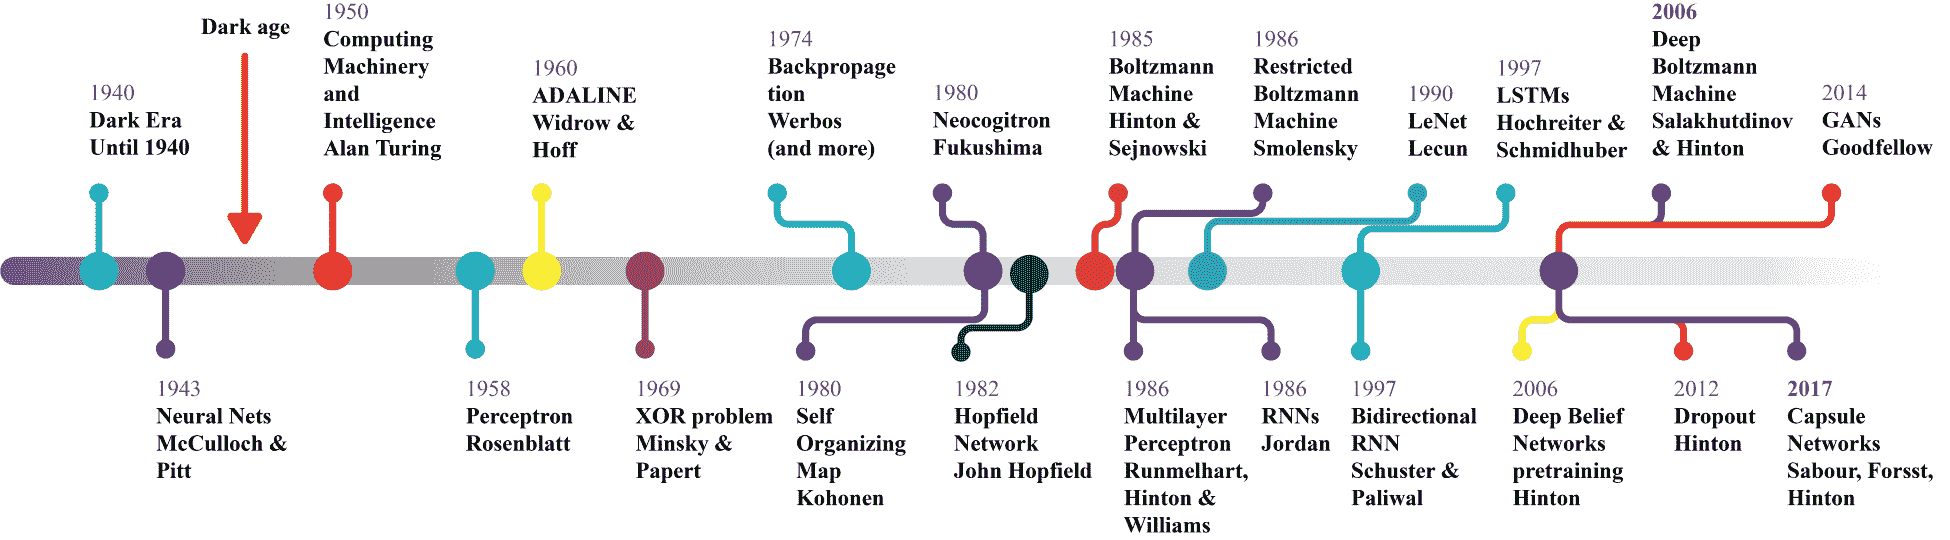 Dark age
1940
Dark Era
Until 1940
1950
Computing
Machinery
and
Intelligence
Alan Turing
1960
ADALINE
Widrow &
Hoff
1974
Backpropage
tion
Werbos
(and more)
1980
Neocogitron
Fukushima
1985
Boltzmann
Machine
Hinton &
Sejnowski
1986
Restricted
Boltzmann
Machine
Smolensky
1990
LeNet
Lecun
1997
LSTMs
Hochreiter &
Schmidhuber
2006
Deep
Boltzmann
Machine
Salakhutdinov
& Hinton
2014
GANs
Goodfellow
1943
Neural Nets
McCulloch &
Pitt
1958
Perceptron
Rosenblatt
1969
XOR problem
Minsky &
Papert
1980
Self
Organizing
Map
Kohonen
1982
Hopfield
Network
John Hopfield
1986
Multilayer
Perceptron
Runmelhart,
Hinton &
Williams
1986
RNNs
Jordan
1997
Bidirectional
RNN
Schuster &
Paliwal
2006
Deep Belief
Networks
pretraining
Hinton
2012
Dropout
Hinton
2017
Capsule
Networks
Sabour, Forsst,
Hinton